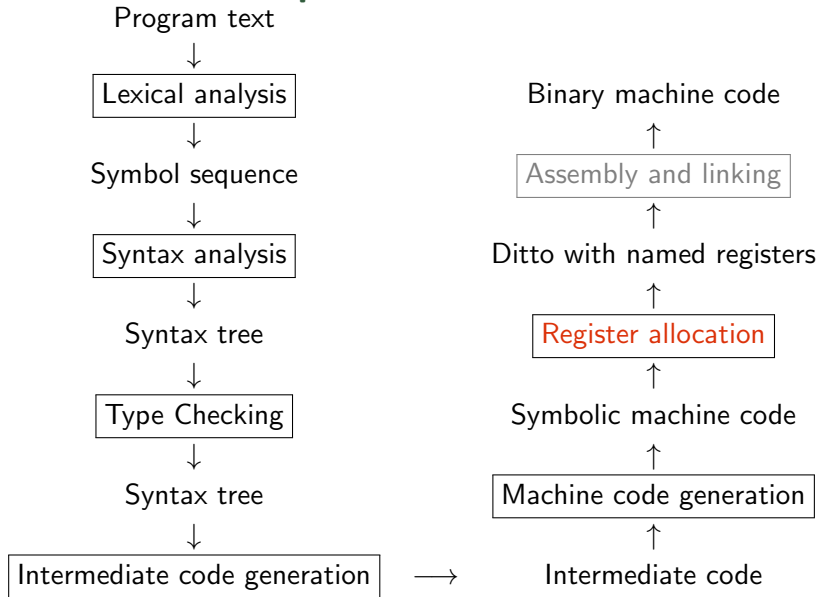 Program text
↓
Lexical analysis
↓
Symbol sequence
↓
Syntax analysis
↓
Syntax tree
↓
Type Checking
↓
Syntax tree
↓
Intermediate code generation
⟶
Binary machine code
↑
Assembly and linking
↑
Ditto with named registers
↑
Register allocation
↑
Symbolic machine code
↑
Machine code generation
↑
Intermediate code